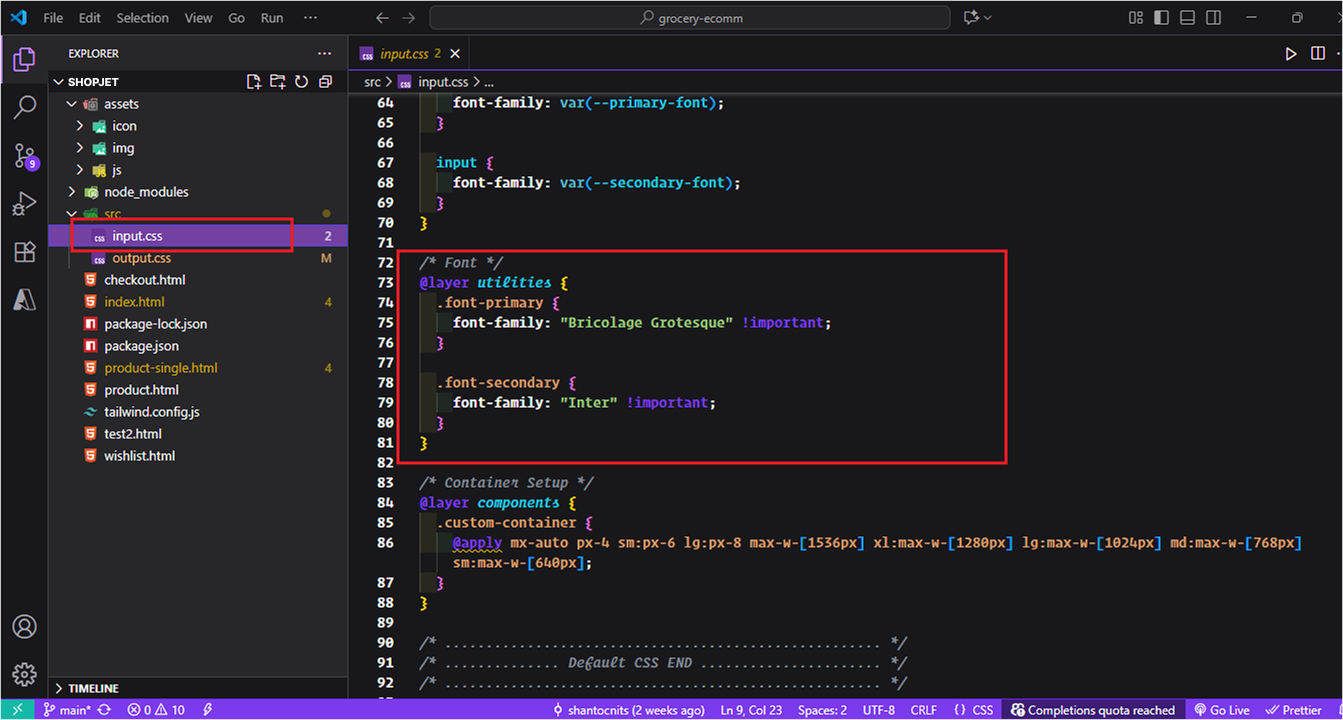 File Edit Selection View Go Run ···
grocery-ecomm
EXPLORER ···
SHOPJET
assets
icon
img
js
node_modules
src
input.css 2
output.css M
checkout.html
index.html 4
package-lock.json
package.json
product-single.html 4
product.html
tailwind.config.js
test2.html
wishlist.html
TIMELINE
9
input.css 2
src > input.css > ...
64 font-family: var(--primary-font);
65 }
66
67 input {
68 font-family: var(--secondary-font);
69 }
70 }
71
72 /* Font */
73 @layer utilities {
74 .font-primary {
75 font-family: "Bricolage Grotesque" !important;
76 }
77
78 .font-secondary {
79 font-family: "Inter" !important;
80 }
81 }
82
83 /* Container Setup */
84 @layer components {
85 .custom-container {
86 @apply mx-auto px-4 sm:px-6 lg:px-8 max-w-[1536px] xl:max-w-[1280px] lg:max-w-[1024px] md:max-w-[768px]
sm:max-w-[640px];
87 }
88 }
89
90 /* ..................................................... */
91 /* .............. Default CSS END ...................... */
92 /* ..................................................... */
main* 0 10 shantocnits (2 weeks ago) Ln 9, Col 23 Spaces: 2 UTF-8 CRLF {} CSS Completions quota reached Go Live Prettier